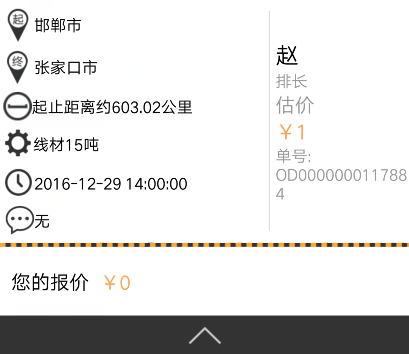 起
邯郸市
终
张家口市
起止距离约603.02公里
线材15吨
2016-12-29 14:00:00
无
赵
排长
估价
￥1
单号:
OD000000011788
4
您的报价 ￥0